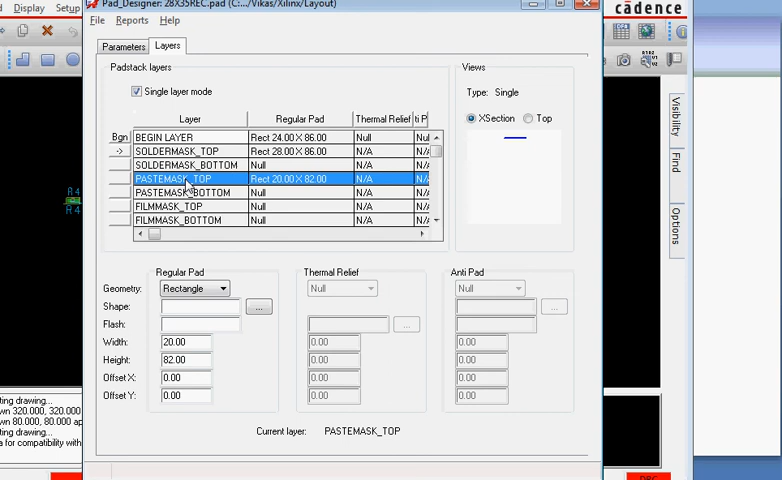 Pad_Designer: 28X35REC.pad (C:.../Vikas/Xilinx/Layout)
cādence
Display Setup
File Reports Help
Parameters Layers
Padstack layers
Views
Single layer mode
Type: Single
XSection Top
Layer Regular Pad Thermal Relief ti P
Bgn BEGIN LAYER Rect 24.00 X 86.00 Null Nul
-> SOLDERMASK_TOP Rect 28.00 X 86.00 N/A N/A
SOLDERMASK_BOTTOM Null N/A N/A
PASTEMASK_TOP Rect 20.00 X 82.00 N/A N/A
PASTEMASK_BOTTOM Null N/A N/A
FILMMASK_TOP Null N/A N/A
FILMMASK_BOTTOM Null N/A N/A
Visibility
Find
Options
Regular Pad Thermal Relief Anti Pad
Geometry: Rectangle Null Null
Shape: ... ...
Flash: ...
Width: 20.00 0.00 0.00
Height: 82.00 0.00 0.00
Offset X: 0.00 0.00 0.00
Offset Y: 0.00 0.00 0.00
Current layer: PASTEMASK_TOP
ting drawing...
wn 320.000, 320.000
wn 80.000, 80.000 ap
ting drawing...
a for compatibility with